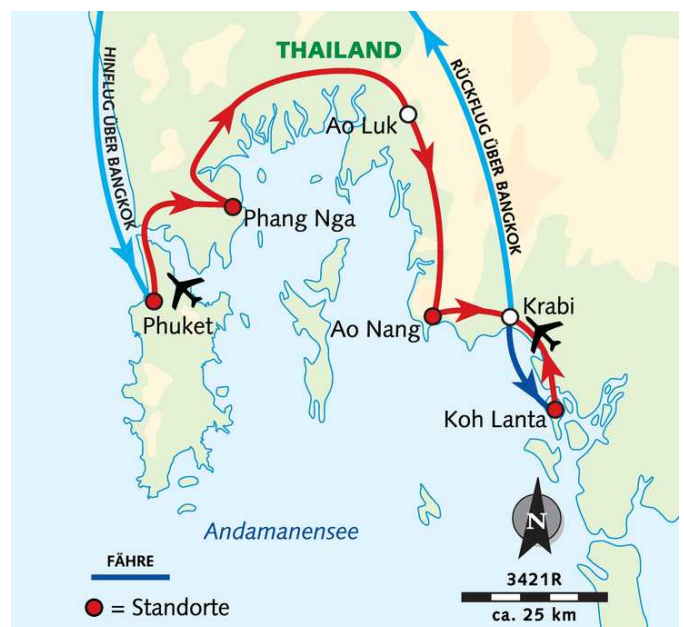 HINFLUG ÜBER BANGKOK
THAILAND
RÜCKFLUG ÜBER BANGKOK
Ao Luk
Phang Nga
Phuket
Ao Nang
Krabi
Koh Lanta
Andamanensee
N
FÄHRE
= Standorte
3421R
ca. 25 km